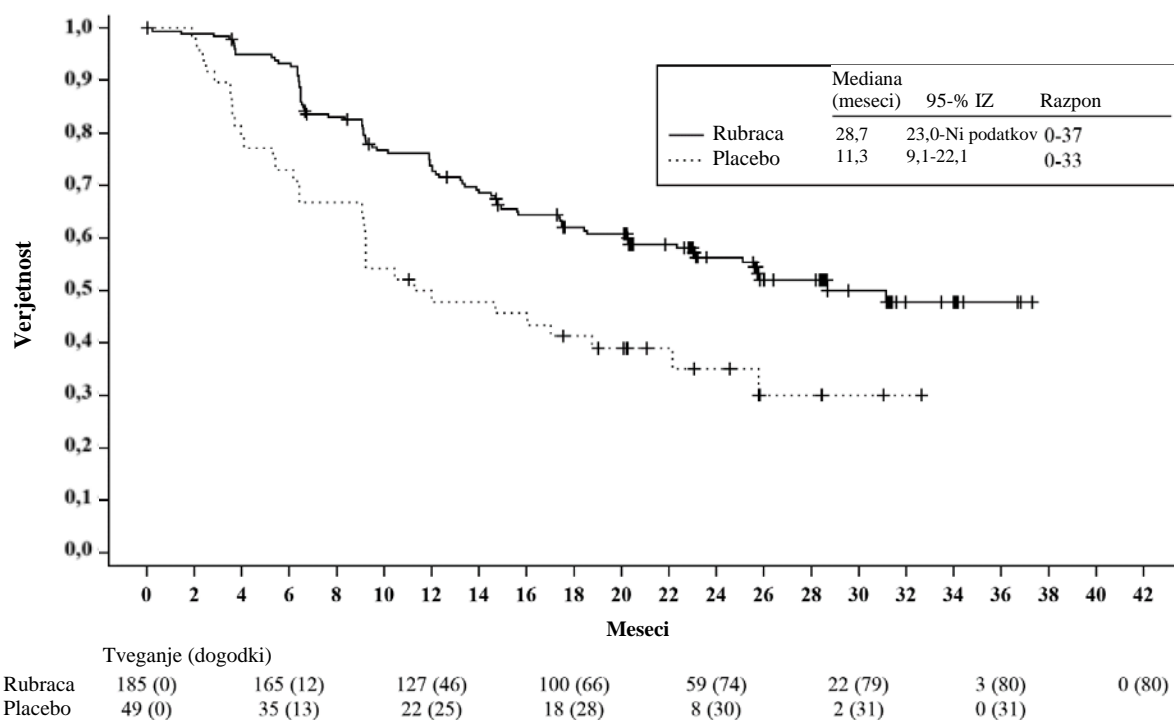 1,0
0,9
0,8
0,7
0,6
0,5
0,4
0,3
0,2
0,1
0,0
Verjetnost
Mediana
(meseci) 95-% IZ Razpon
Rubraca 28,7 23,0-Ni podatkov 0-37
Placebo 11,3 9,1-22,1 0-33
0 2 4 6 8 10 12 14 16 18 20 22 24 26 28 30 32 34 36 38 40 42
Meseci
Tveganje (dogodki)
Rubraca 185 (0) 165 (12) 127 (46) 100 (66) 59 (74) 22 (79) 3 (80) 0 (80)
Placebo 49 (0) 35 (13) 22 (25) 18 (28) 8 (30) 2 (31) 0 (31)